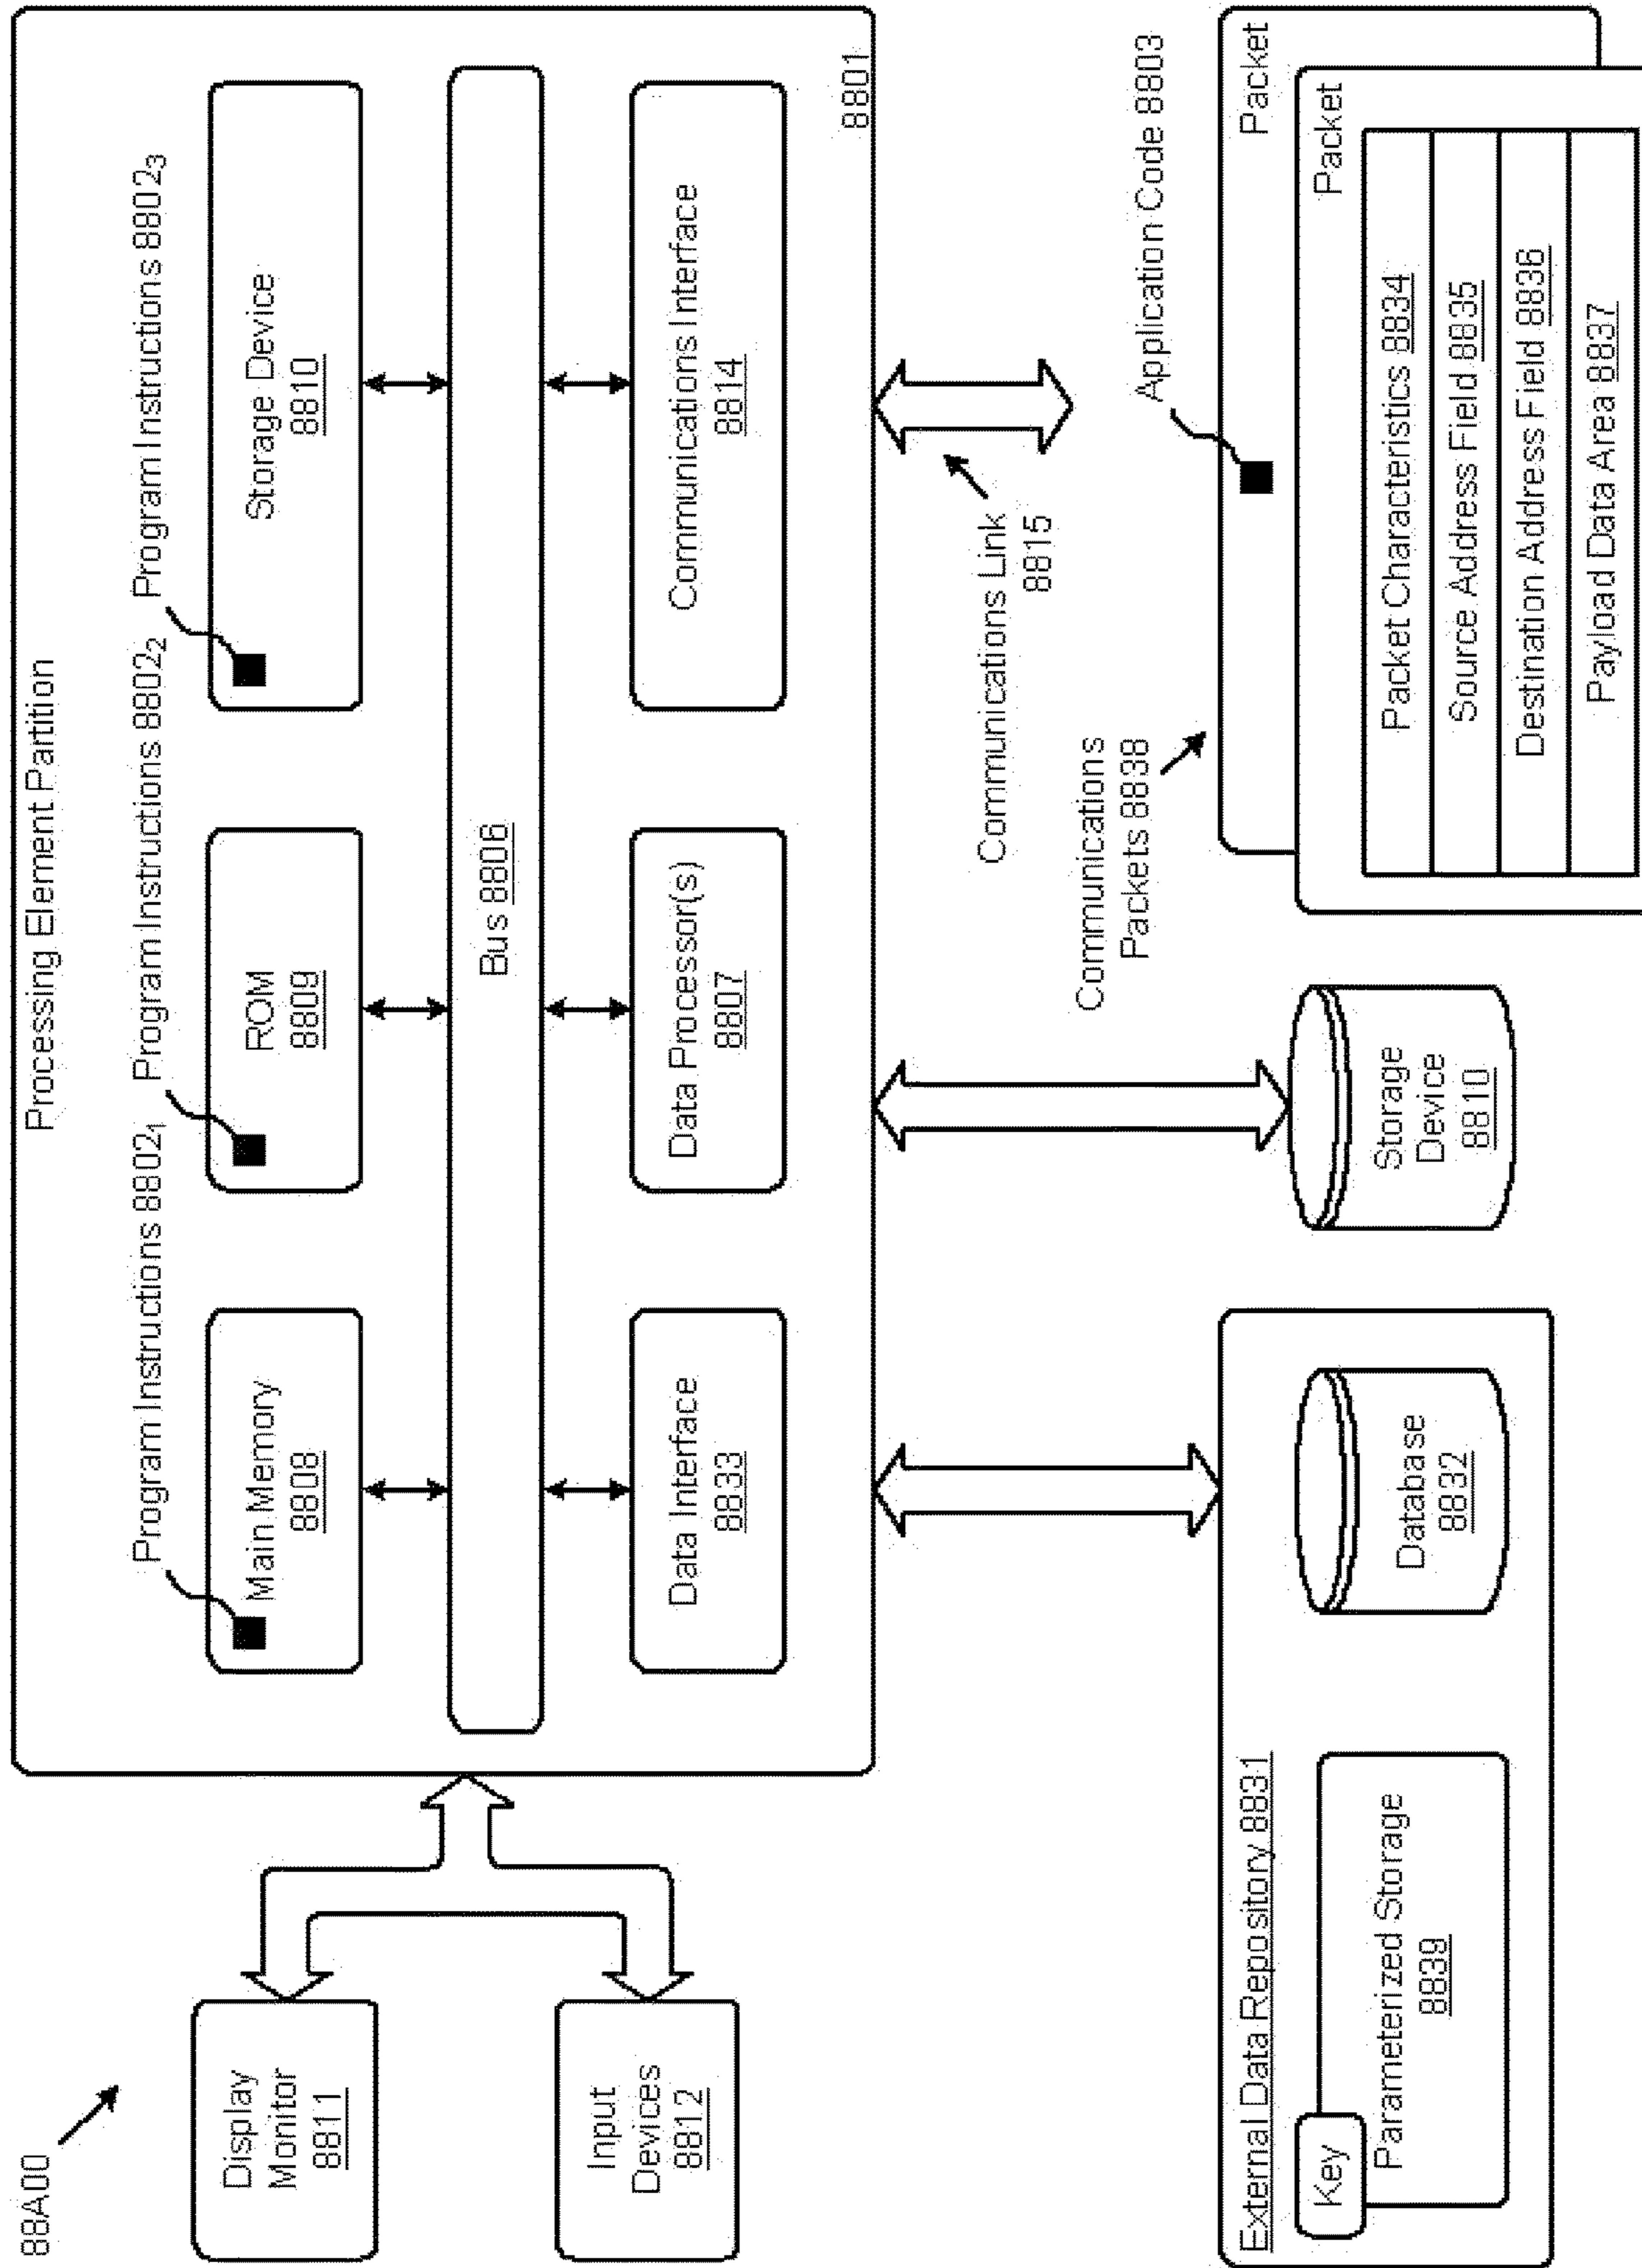 88A00
Processing Element Partition
Program Instructions 8802₁
Program Instructions 8802₂
Program Instructions 8802₃
Display
Monitor
8811
Main Memory
8808
ROM
8809
Storage Device
8810
Bus 8806
Input
Devices
8812
Data Interface
8833
Data Processor(s)
8807
Communications Interface
8814
8801
Communications Link
8815
Communications
Packets 8838
Application Code 8803
External Data Repository 8831
Key
Parameterized Storage
8839
Database
8832
Storage
Device
8810
Packet
Packet
Packet Characteristics 8834
Source Address Field 8835
Destination Address Field 8836
Payload Data Area 8837